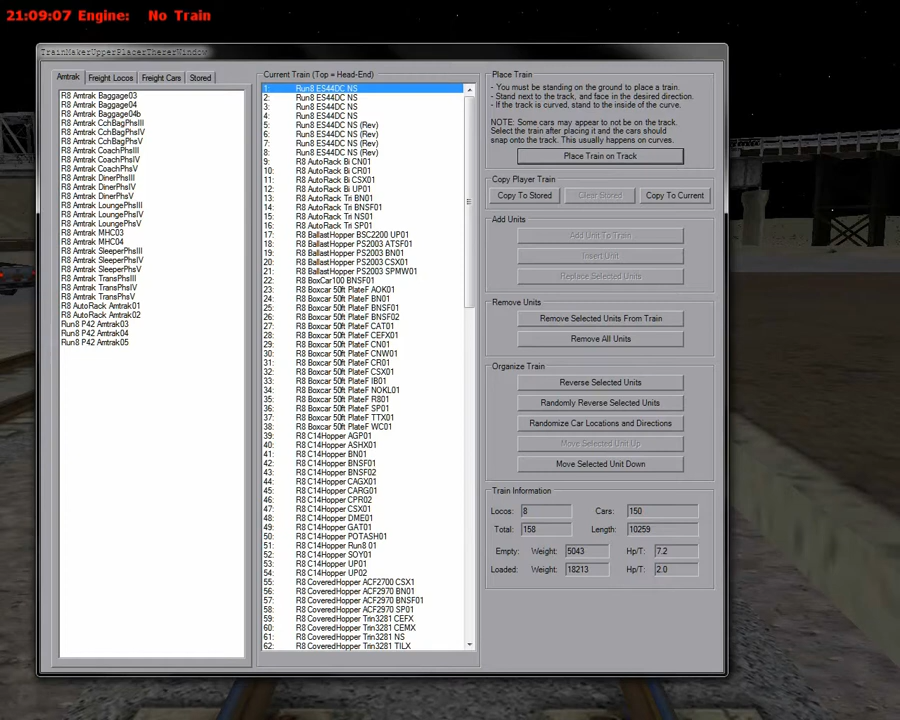 21:09:07 Engine: No Train
TrainMakerUpperPlacerThererWindow
Amtrak Freight Locos Freight Cars Stored
R8 Amtrak Baggage03
R8 Amtrak Baggage04
R8 Amtrak Baggage04b
R8 Amtrak CchBagPhsIII
R8 Amtrak CchBagPhsIV
R8 Amtrak CchBagPhsV
R8 Amtrak CoachPhsIII
R8 Amtrak CoachPhsIV
R8 Amtrak CoachPhsV
R8 Amtrak DinerPhsIII
R8 Amtrak DinerPhsIV
R8 Amtrak DinerPhsV
R8 Amtrak LoungePhsIII
R8 Amtrak LoungePhsIV
R8 Amtrak LoungePhsV
R8 Amtrak MHC03
R8 Amtrak MHC04
R8 Amtrak SleeperPhsIII
R8 Amtrak SleeperPhsIV
R8 Amtrak SleeperPhsV
R8 Amtrak TransPhsIII
R8 Amtrak TransPhsIV
R8 Amtrak TransPhsV
R8 AutoRack Amtrak01
R8 AutoRack Amtrak02
Run8 P42 Amtrak03
Run8 P42 Amtrak04
Run8 P42 Amtrak05
Current Train (Top = Head-End)
1: Run8 ES44DC NS
2: Run8 ES44DC NS
3: Run8 ES44DC NS
4: Run8 ES44DC NS
5: Run8 ES44DC NS (Rev)
6: Run8 ES44DC NS (Rev)
7: Run8 ES44DC NS (Rev)
8: Run8 ES44DC NS (Rev)
9: R8 AutoRack Bi CN01
10: R8 AutoRack Bi CR01
11: R8 AutoRack Bi CSX01
12: R8 AutoRack Bi UP01
13: R8 AutoRack Tri BN01
14: R8 AutoRack Tri BNSF01
15: R8 AutoRack Tri NS01
16: R8 AutoRack Tri SP01
17: R8 BallastHopper BSC2200 UP01
18: R8 BallastHopper PS2003 ATSF01
19: R8 BallastHopper PS2003 BN01
20: R8 BallastHopper PS2003 CSX01
21: R8 BallastHopper PS2003 SPMW01
22: R8 BoxCar100 BNSF01
23: R8 Boxcar 50ft PlateF AOK01
24: R8 Boxcar 50ft PlateF BN01
25: R8 Boxcar 50ft PlateF BNSF01
26: R8 Boxcar 50ft PlateF BNSF02
27: R8 Boxcar 50ft PlateF CAT01
28: R8 Boxcar 50ft PlateF CEFX01
29: R8 Boxcar 50ft PlateF CN01
30: R8 Boxcar 50ft PlateF CNW01
31: R8 Boxcar 50ft PlateF CR01
32: R8 Boxcar 50ft PlateF CSX01
33: R8 Boxcar 50ft PlateF IB01
34: R8 Boxcar 50ft PlateF NOKL01
35: R8 Boxcar 50ft PlateF R801
36: R8 Boxcar 50ft PlateF SP01
37: R8 Boxcar 50ft PlateF TTX01
38: R8 Boxcar 50ft PlateF WC01
39: R8 C14Hopper AGP01
40: R8 C14Hopper ASHX01
41: R8 C14Hopper BN01
42: R8 C14Hopper BNSF01
43: R8 C14Hopper BNSF02
44: R8 C14Hopper CAGX01
45: R8 C14Hopper CARG01
46: R8 C14Hopper CPR02
47: R8 C14Hopper CSX01
48: R8 C14Hopper DME01
49: R8 C14Hopper GAT01
50: R8 C14Hopper POTASH01
51: R8 C14Hopper Run8 01
52: R8 C14Hopper SOY01
53: R8 C14Hopper UP01
54: R8 C14Hopper UP02
55: R8 CoveredHopper ACF2700 CSX1
56: R8 CoveredHopper ACF2970 BN01
57: R8 CoveredHopper ACF2970 BNSF01
58: R8 CoveredHopper ACF2970 SP01
59: R8 CoveredHopper Trin3281 CEFX
60: R8 CoveredHopper Trin3281 CEMX
61: R8 CoveredHopper Trin3281 NS
62: R8 CoveredHopper Trin3281 TILX
Place Train
- You must be standing on the ground to place a train.
- Stand next to the track, and face in the desired direction.
- If the track is curved, stand to the inside of the curve.
NOTE: Some cars may appear to not be on the track.
Select the train after placing it and the cars should
snap onto the track. This usually happens on curves.
Place Train on Track
Copy Player Train
Copy To Stored Clear Stored Copy To Current
Add Units
Add Unit To Train
Insert Unit
Replace Selected Units
Remove Units
Remove Selected Units From Train
Remove All Units
Organize Train
Reverse Selected Units
Randomly Reverse Selected Units
Randomize Car Locations and Directions
Move Selected Unit Up
Move Selected Unit Down
Train Information
Locos: 8 Cars: 150
Total: 158 Length: 10259
Empty: Weight: 5043 Hp/T: 7.2
Loaded: Weight: 18213 Hp/T: 2.0